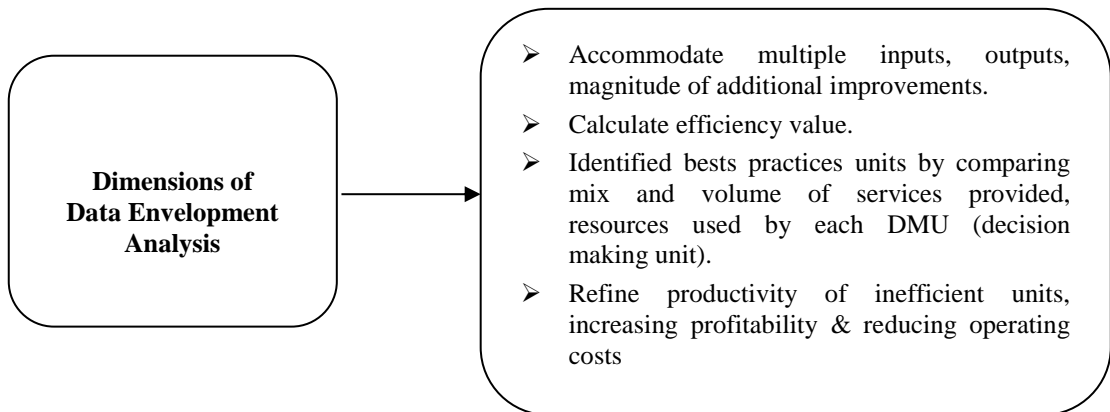 Dimensions of
Data Envelopment
Analysis
➢ Accommodate multiple inputs, outputs,
magnitude of additional improvements.
➢ Calculate efficiency value.
➢ Identified bests practices units by comparing
mix and volume of services provided,
resources used by each DMU (decision
making unit).
➢ Refine productivity of inefficient units,
increasing profitability & reducing operating
costs